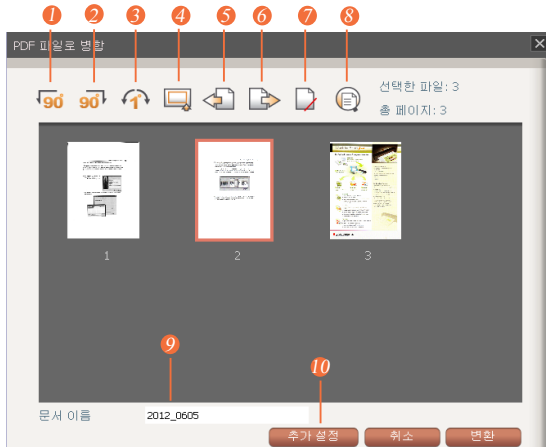 1 2 3 4 5 6 7 8
PDF 파일로 병합
90° 90° 1°
선택한 파일: 3
총 페이지: 3
1 2 3
9
10
문서 이름 2012_0605
추가 설정 취소 변환